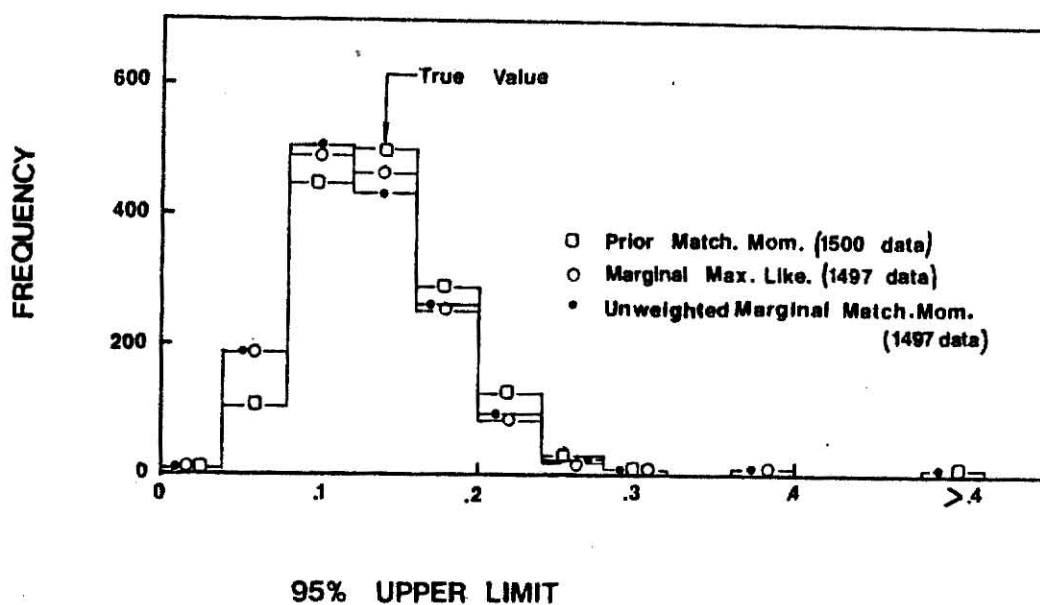 600
400
200
0
FREQUENCY
True Value
Prior Match. Mom. (1500 data)
Marginal Max. Like. (1497 data)
Unweighted Marginal Match. Mom.
(1497 data)
0 .1 .2 .3 .4 >.4
95% UPPER LIMIT